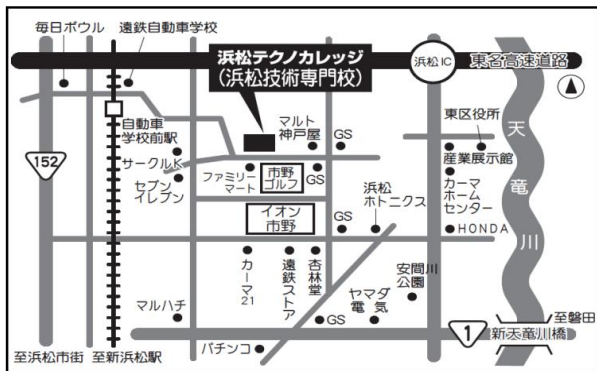 毎日ボウル
遠鉄自動車学校
浜松テクノカレッジ
(浜松技術専門校)
浜松IC
東名高速道路
自動車
学校前駅
マルト
神戸屋
GS
東区役所
天竜川
152
サークルK
セブン
イレブン
ファミリー
マート
市野
ゴルフ
GS
浜松
ホトニクス
産業展示館
カーマ
ホーム
センター
イオン
市野
GS
HONDA
カーマ
21
遠鉄ストア
杏林堂
安間川
公園
マルハチ
GS
ヤマダ
電気
1
至磐田
新天竜川橋
パチンコ
至浜松市街
至新浜松駅